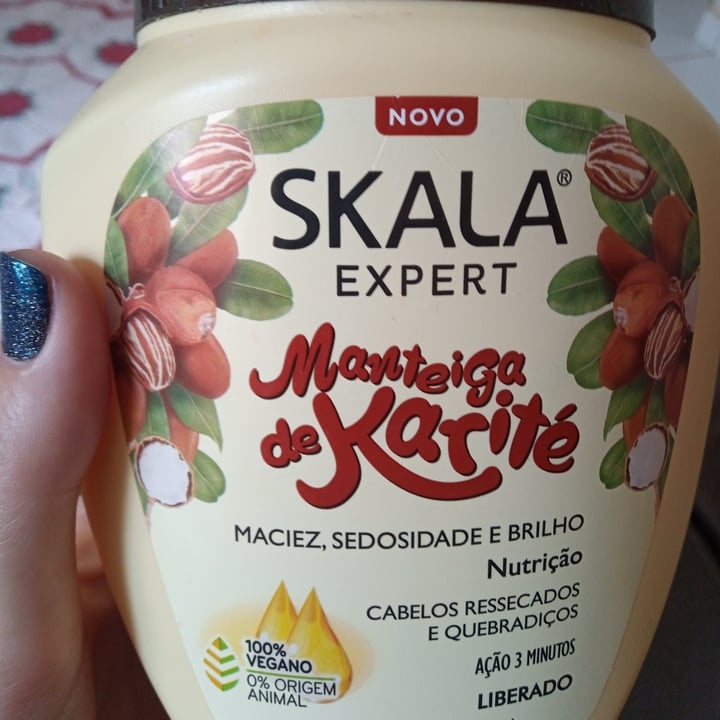 NOVO
SKALA®
EXPERT
Manteiga
de Karité
MACIEZ, SEDOSIDADE E BRILHO
Nutrição
CABELOS RESSECADOS
E QUEBRADIÇOS
AÇÃO 3 MINUTOS
LIBERADO
100%
VEGANO
0% ORIGEM
ANIMAL